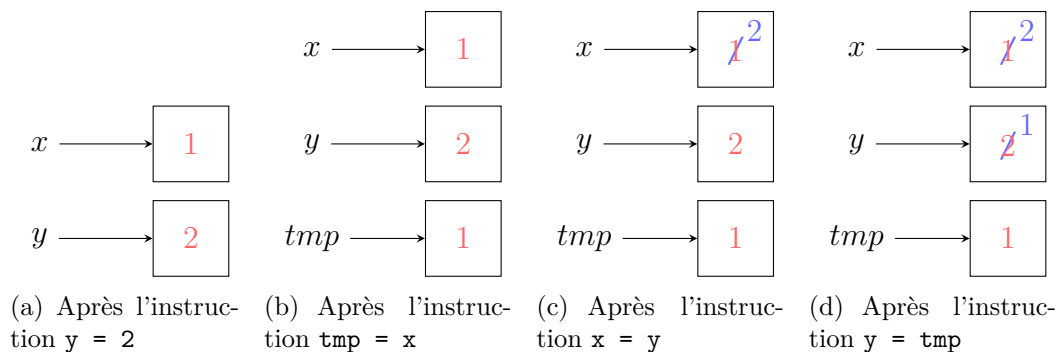 x
1
y
2
(a) Après l'instruc-
tion y = 2
x
1
y
2
tmp
1
(b) Après l'instruc-
tion tmp = x
x
1 2
y
2
tmp
1
(c) Après l'instruc-
tion x = y
x
1 2
y
2 1
tmp
1
(d) Après l'instruc-
tion y = tmp